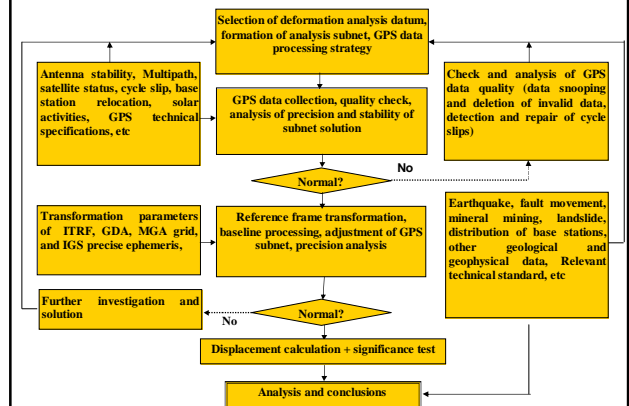 Selection of deformation analysis datum,
formation of analysis subnet, GPS data
processing strategy
Antenna stability, Multipath,
satellite status, cycle slip, base
station relocation, solar
activities, GPS technical
specifications, etc
GPS data collection, quality check,
analysis of precision and stability of
subnet solution
Check and analysis of GPS
data quality (data snooping
and deletion of invalid data,
detection and repair of cycle
slips)
No
Normal?
Transformation parameters
of ITRF, GDA, MGA grid,
and IGS precise ephemeris,
Reference frame transformation,
baseline processing, adjustment of GPS
subnet, precision analysis
Earthquake, fault movement,
mineral mining, landslide,
distribution of base stations,
other geological and
geophysical data, Relevant
technical standard, etc
Further investigation and
solution
No
Normal?
Displacement calculation + significance test
Analysis and conclusions